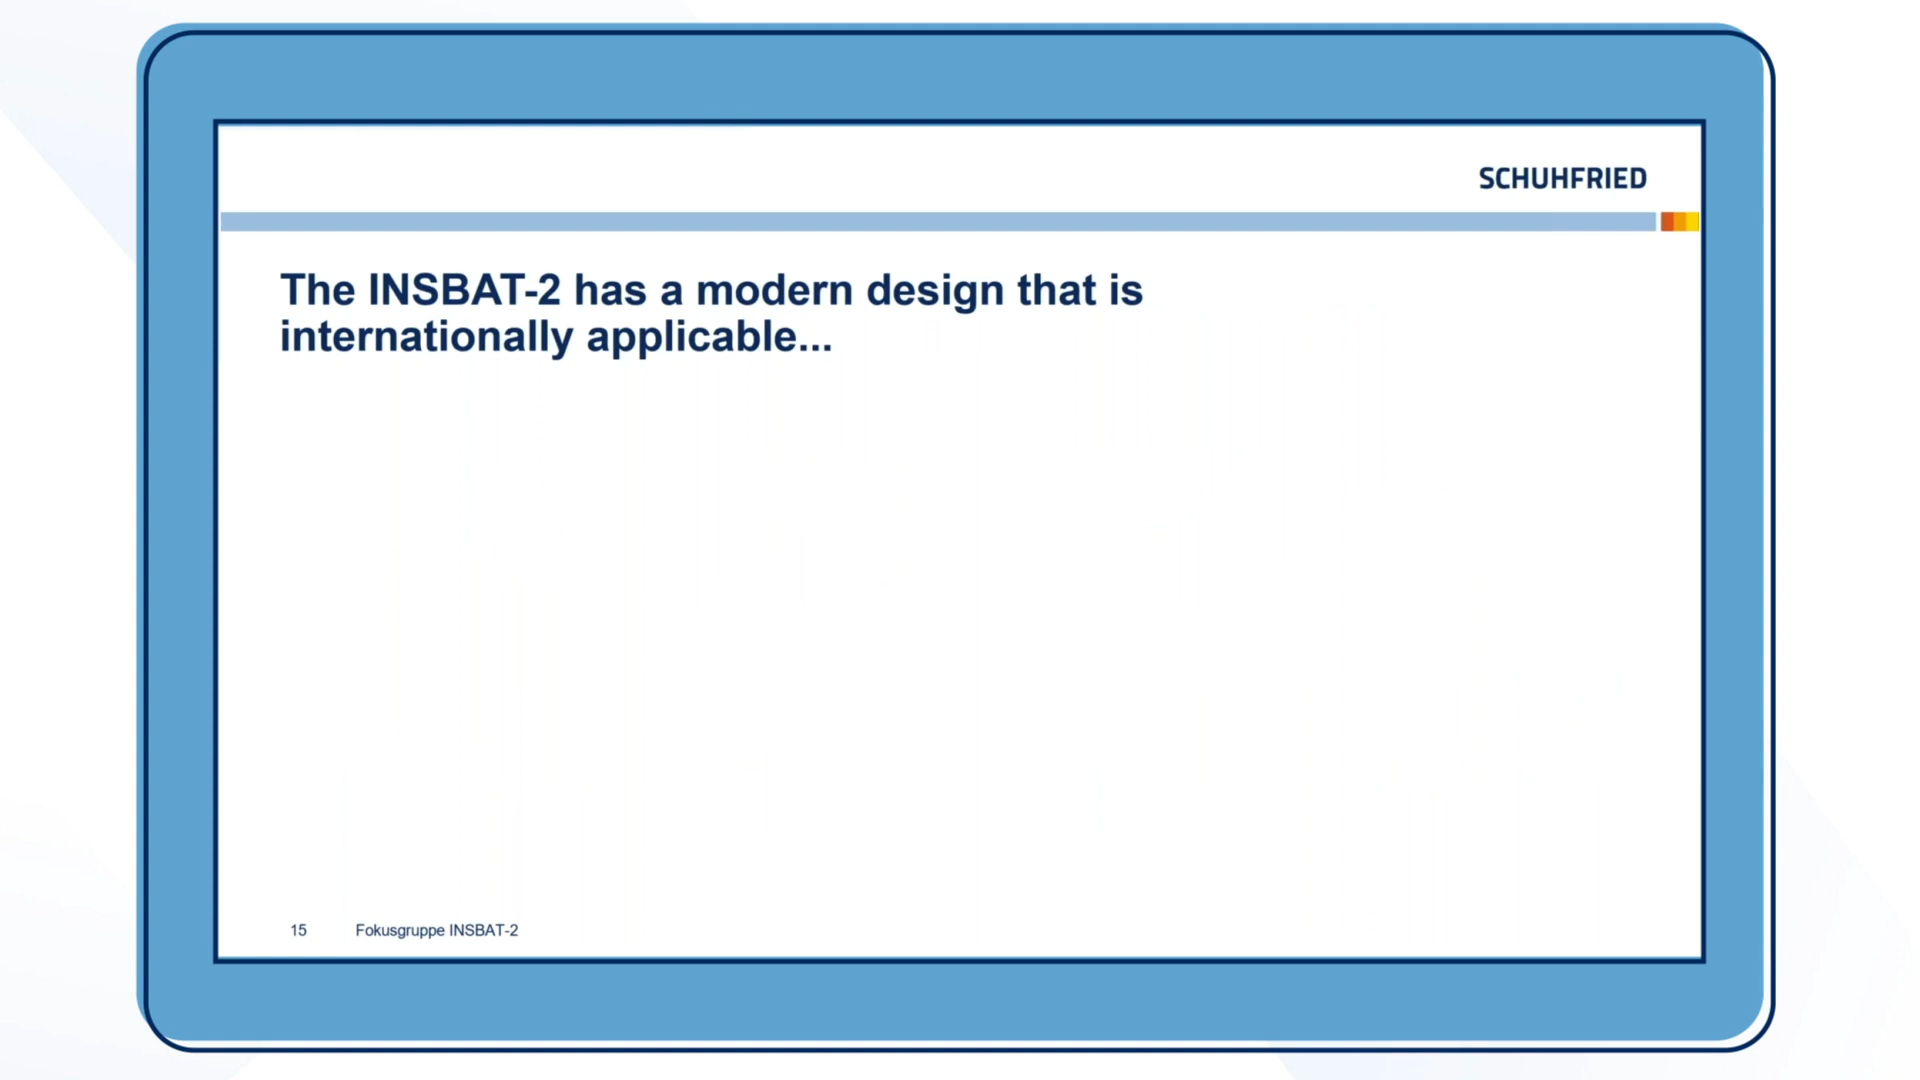 SCHUHFRIED
The INSBAT-2 has a modern design that is
internationally applicable...
15 Fokusgruppe INSBAT-2